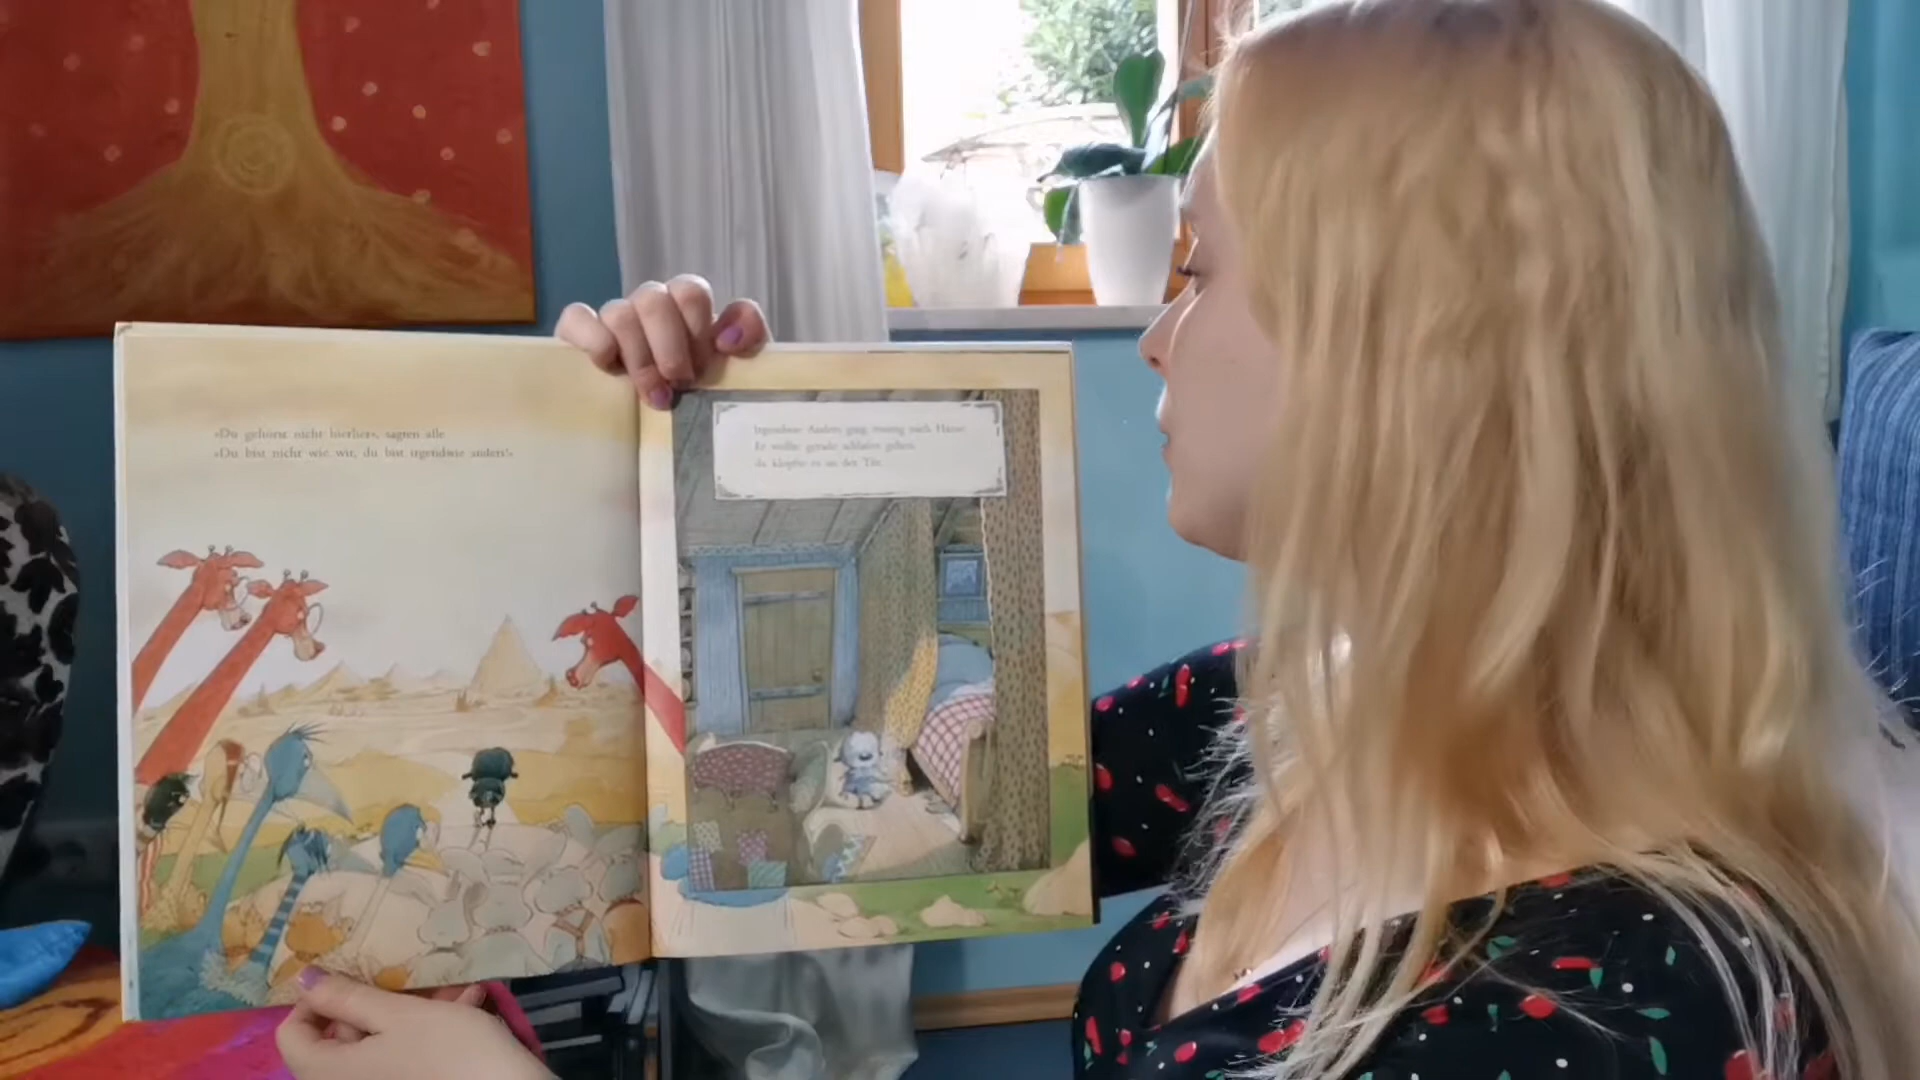 »Du gehörst nicht hierher«, sagten alle.
»Du bist nicht wie wir, du bist irgendwie anders!«
Irgendwie Anders ging traurig nach Hause.
Er wollte gerade schlafen gehen,
da klopfte es an der Tür.